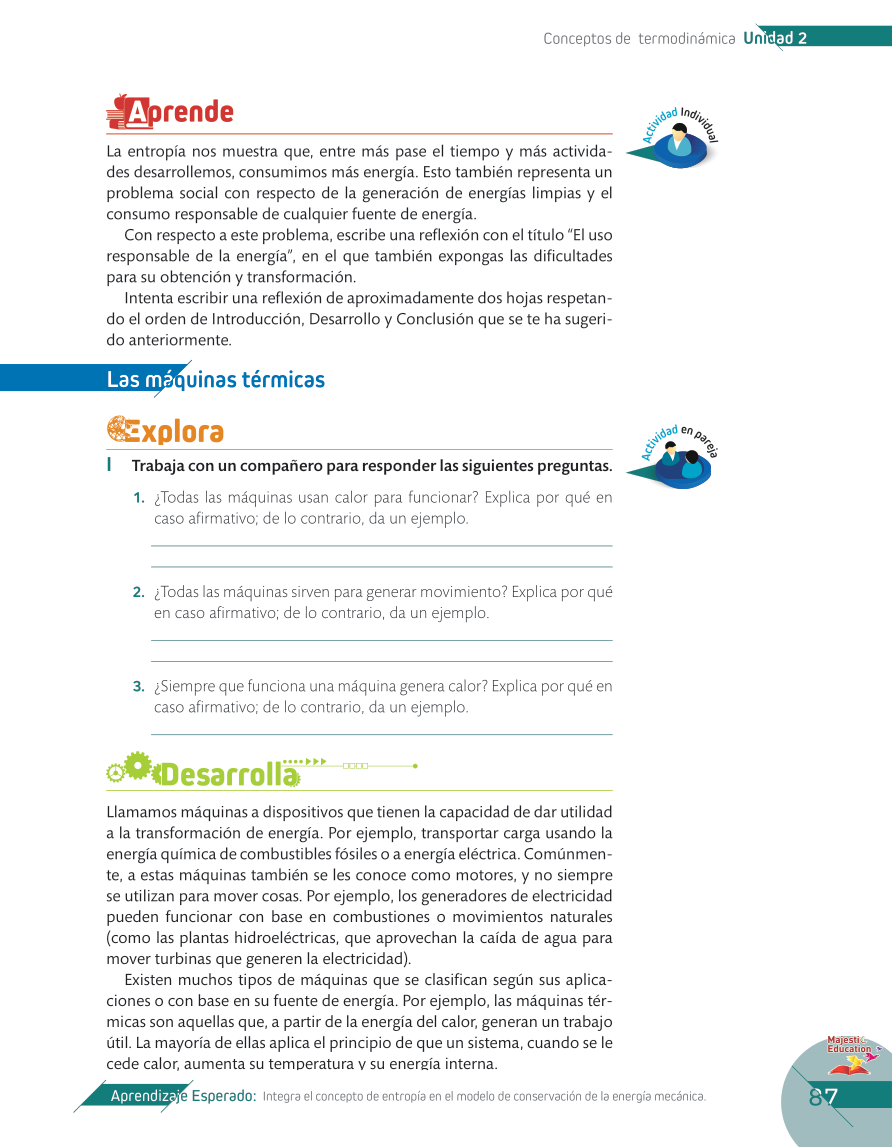 Conceptos de termodinámica Unidad 2
Aprende
Actividad Individual
La entropía nos muestra que, entre más pase el tiempo y más activida-
des desarrollemos, consumimos más energía. Esto también representa un
problema social con respecto de la generación de energías limpias y el
consumo responsable de cualquier fuente de energía.
Con respecto a este problema, escribe una reflexión con el título “El uso
responsable de la energía”, en el que también expongas las dificultades
para su obtención y transformación.
Intenta escribir una reflexión de aproximadamente dos hojas respetan-
do el orden de Introducción, Desarrollo y Conclusión que se te ha sugeri-
do anteriormente.
Las máquinas térmicas
Explora
Actividad en pareja
I Trabaja con un compañero para responder las siguientes preguntas.
1. ¿Todas las máquinas usan calor para funcionar? Explica por qué en
caso afirmativo; de lo contrario, da un ejemplo.
2. ¿Todas las máquinas sirven para generar movimiento? Explica por qué
en caso afirmativo; de lo contrario, da un ejemplo.
3. ¿Siempre que funciona una máquina genera calor? Explica por qué en
caso afirmativo; de lo contrario, da un ejemplo.
Desarrolla
Llamamos máquinas a dispositivos que tienen la capacidad de dar utilidad
a la transformación de energía. Por ejemplo, transportar carga usando la
energía química de combustibles fósiles o a energía eléctrica. Comúnmen-
te, a estas máquinas también se les conoce como motores, y no siempre
se utilizan para mover cosas. Por ejemplo, los generadores de electricidad
pueden funcionar con base en combustiones o movimientos naturales
(como las plantas hidroeléctricas, que aprovechan la caída de agua para
mover turbinas que generen la electricidad).
Existen muchos tipos de máquinas que se clasifican según sus aplica-
ciones o con base en su fuente de energía. Por ejemplo, las máquinas tér-
micas son aquellas que, a partir de la energía del calor, generan un trabajo
útil. La mayoría de ellas aplica el principio de que un sistema, cuando se le
cede calor, aumenta su temperatura y su energía interna.
Majestic
Education
Aprendizaje Esperado: Integra el concepto de entropía en el modelo de conservación de la energía mecánica.
87